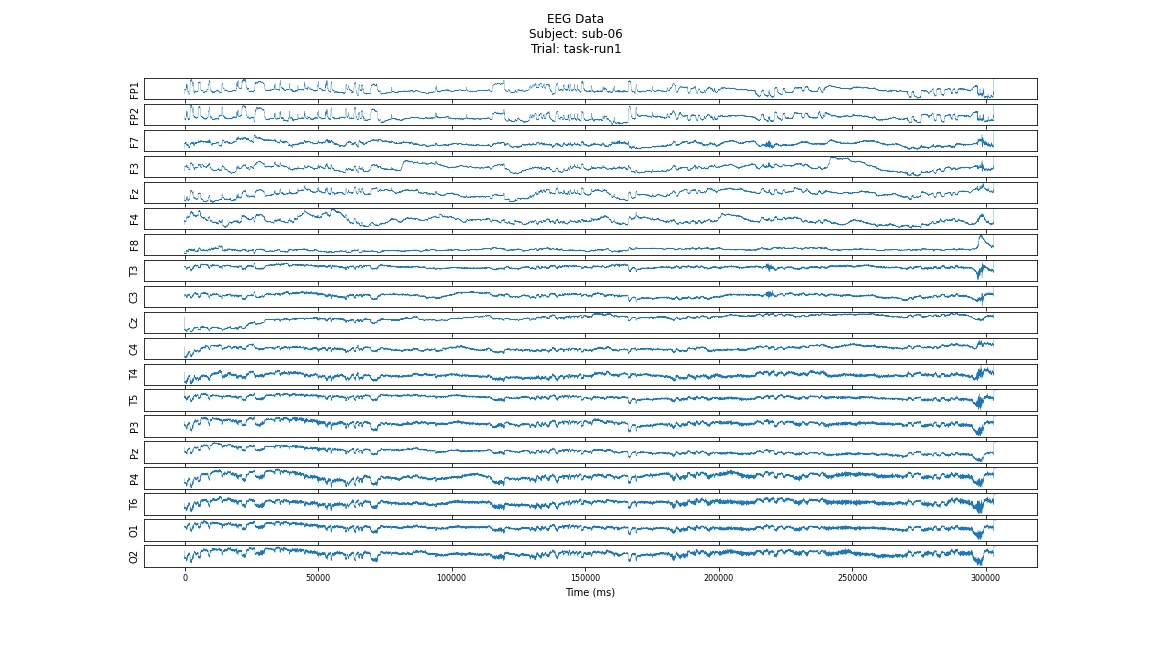 EEG Data
Subject: sub-06
Trial: task-run1
FP1
FP2
F7
F3
Fz
F4
F8
T3
C3
Cz
C4
T4
T5
P3
Pz
P4
T6
O1
O2
0 50000 100000 150000 200000 250000 300000
Time (ms)